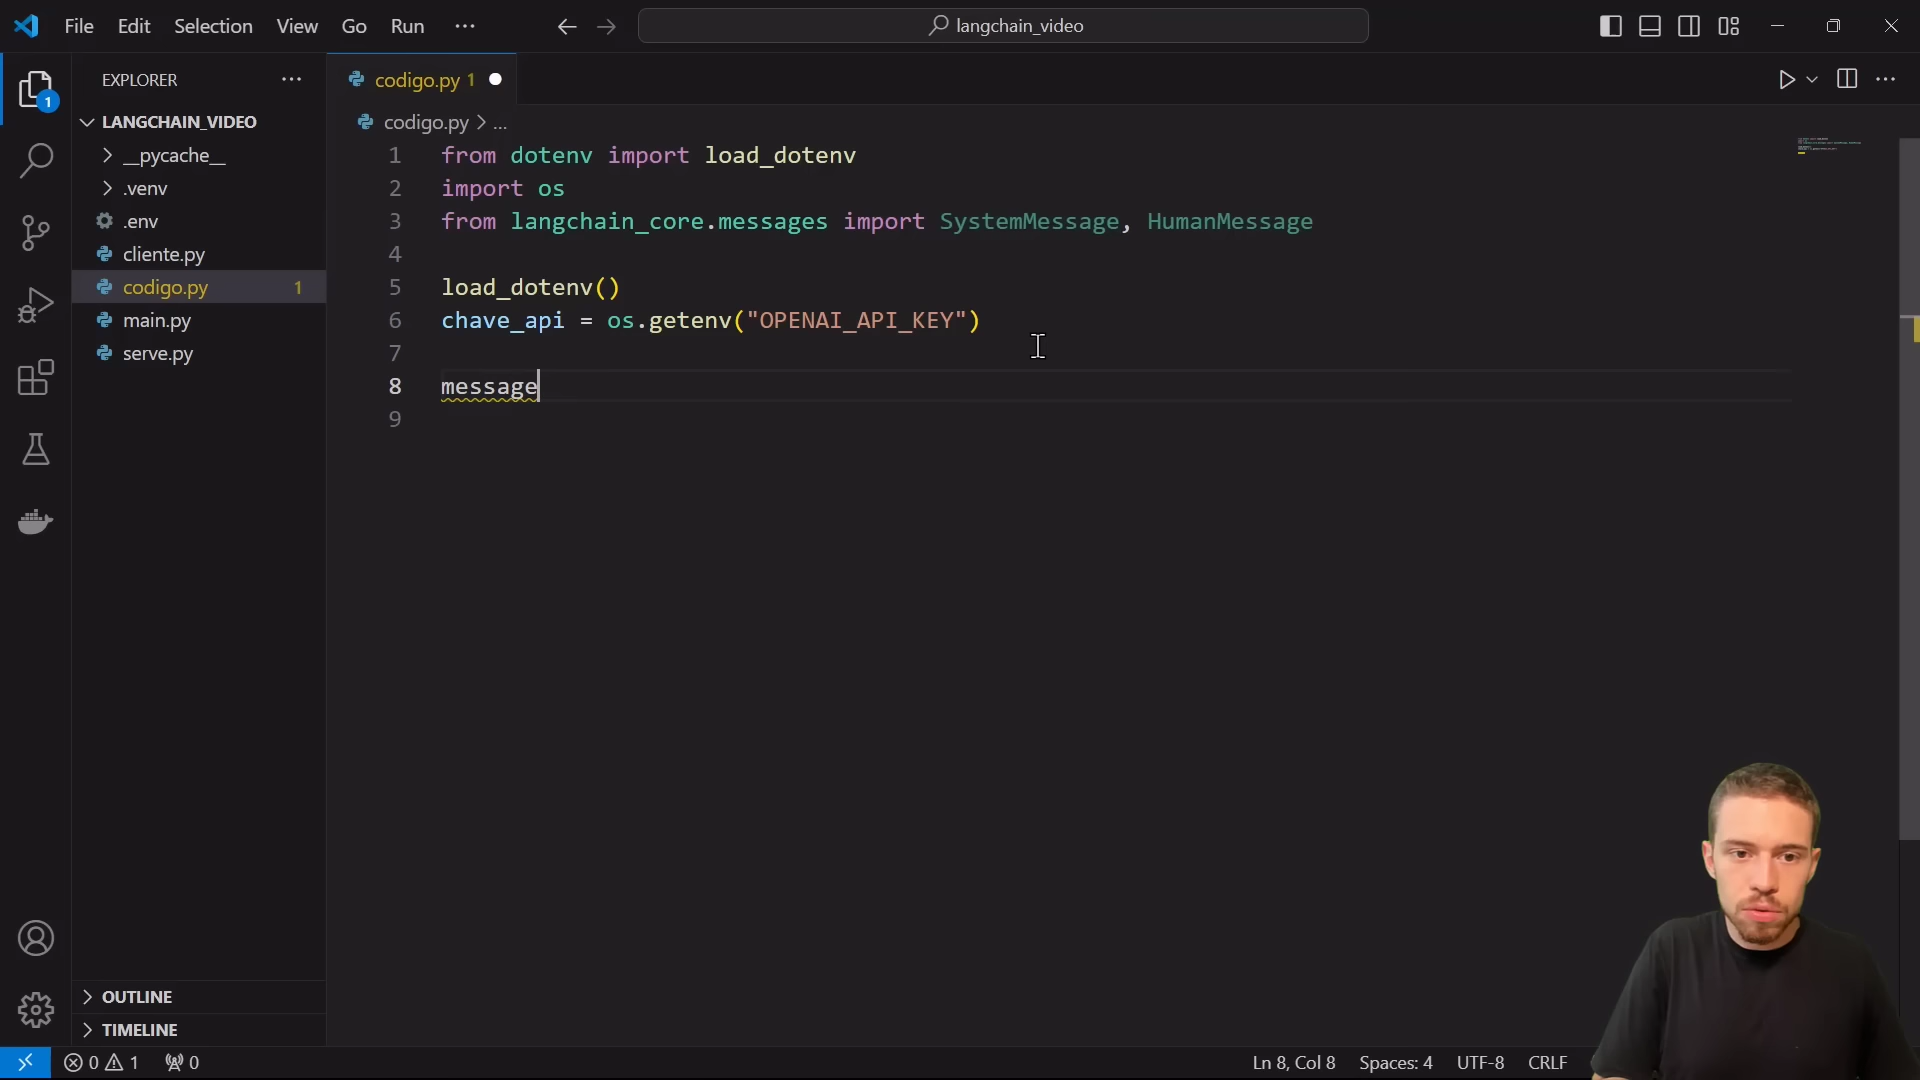 File Edit Selection View Go Run ...
langchain_video
EXPLORER ...
codigo.py 1
1
LANGCHAIN_VIDEO
__pycache__
.venv
.env
cliente.py
codigo.py 1
main.py
serve.py
codigo.py > ...
1 from dotenv import load_dotenv
2 import os
3 from langchain_core.messages import SystemMessage, HumanMessage
4
5 load_dotenv()
6 chave_api = os.getenv("OPENAI_API_KEY")
7
8 message
9
OUTLINE
TIMELINE
0 1 0
Ln 8, Col 8 Spaces: 4 UTF-8 CRLF